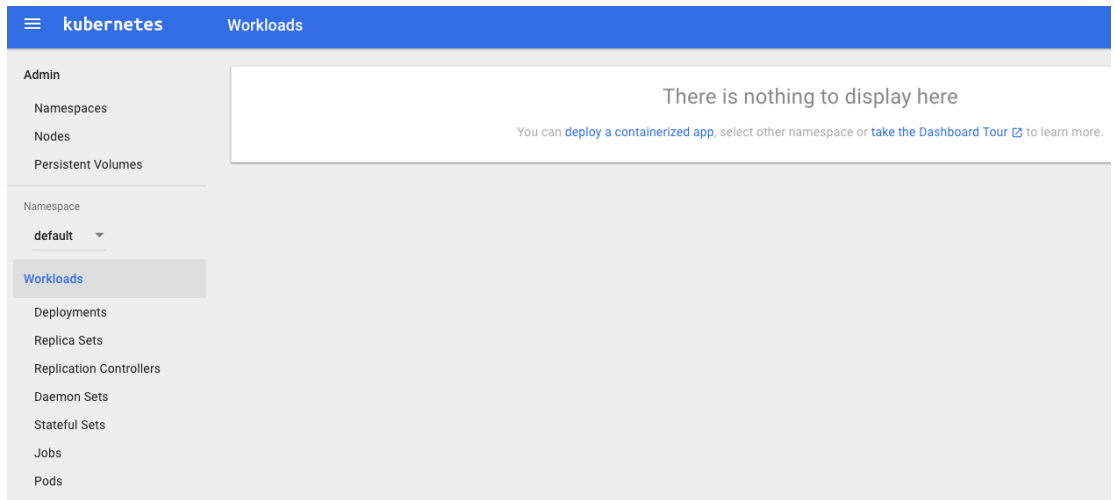 kubernetes
Workloads
Admin
Namespaces
Nodes
Persistent Volumes
Namespace
default
Workloads
Deployments
Replica Sets
Replication Controllers
Daemon Sets
Stateful Sets
Jobs
Pods
There is nothing to display here
You can deploy a containerized app, select other namespace or take the Dashboard Tour to learn more.